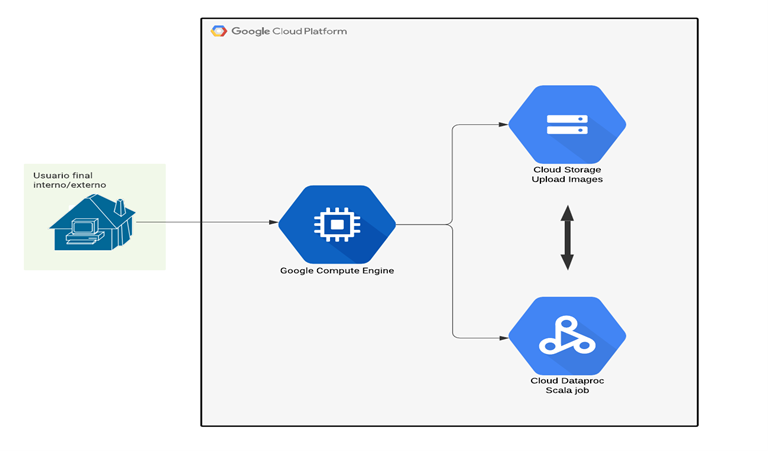 Google Cloud Platform
Usuario final
interno/externo
Google Compute Engine
Cloud Storage
Upload Images
Cloud Dataproc
Scala job